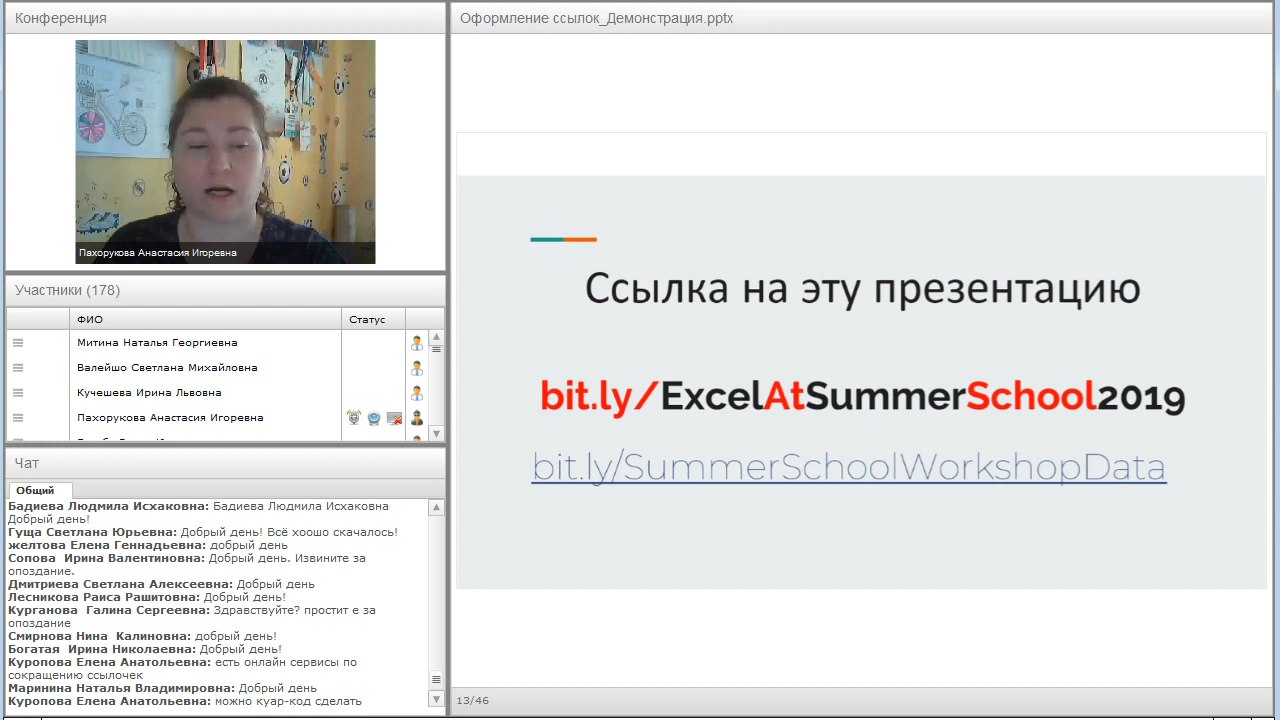 Конференция
Пахорукова Анастасия Игоревна
Участники (178)
ФИО Статус
Митина Наталья Георгиевна
Валейшо Светлана Михайловна
Кучешева Ирина Львовна
Пахорукова Анастасия Игоревна
Чат
Общий
Бадиева Людмила Исхаковна: Бадиева Людмила Исхаковна
Добрый день!
Гуща Светлана Юрьевна: Добрый день! Всё хоошо скачалось!
желтова Елена Геннадьевна: добрый день
Сопова Ирина Валентиновна: Добрый день. Извините за
опоздание.
Дмитриева Светлана Алексеевна: Добрый день
Лесникова Раиса Рашитовна: Добрый день!
Курганова Галина Сергеевна: Здравствуйте? простит е за
опоздание
Смирнова Нина Калиновна: добрый день!
Богатая Ирина Николаевна: Добрый день!
Куропова Елена Анатольевна: есть онлайн сервисы по
сокращению ссылочек
Маринина Наталья Владимировна: Добрый день
Куропова Елена Анатольевна: можно куар-код сделать
Оформление ссылок_Демонстрация.pptx
Ссылка на эту презентацию
bit.ly/ExcelAtSummerSchool2019
bit.ly/SummerSchoolWorkshopData
13/46